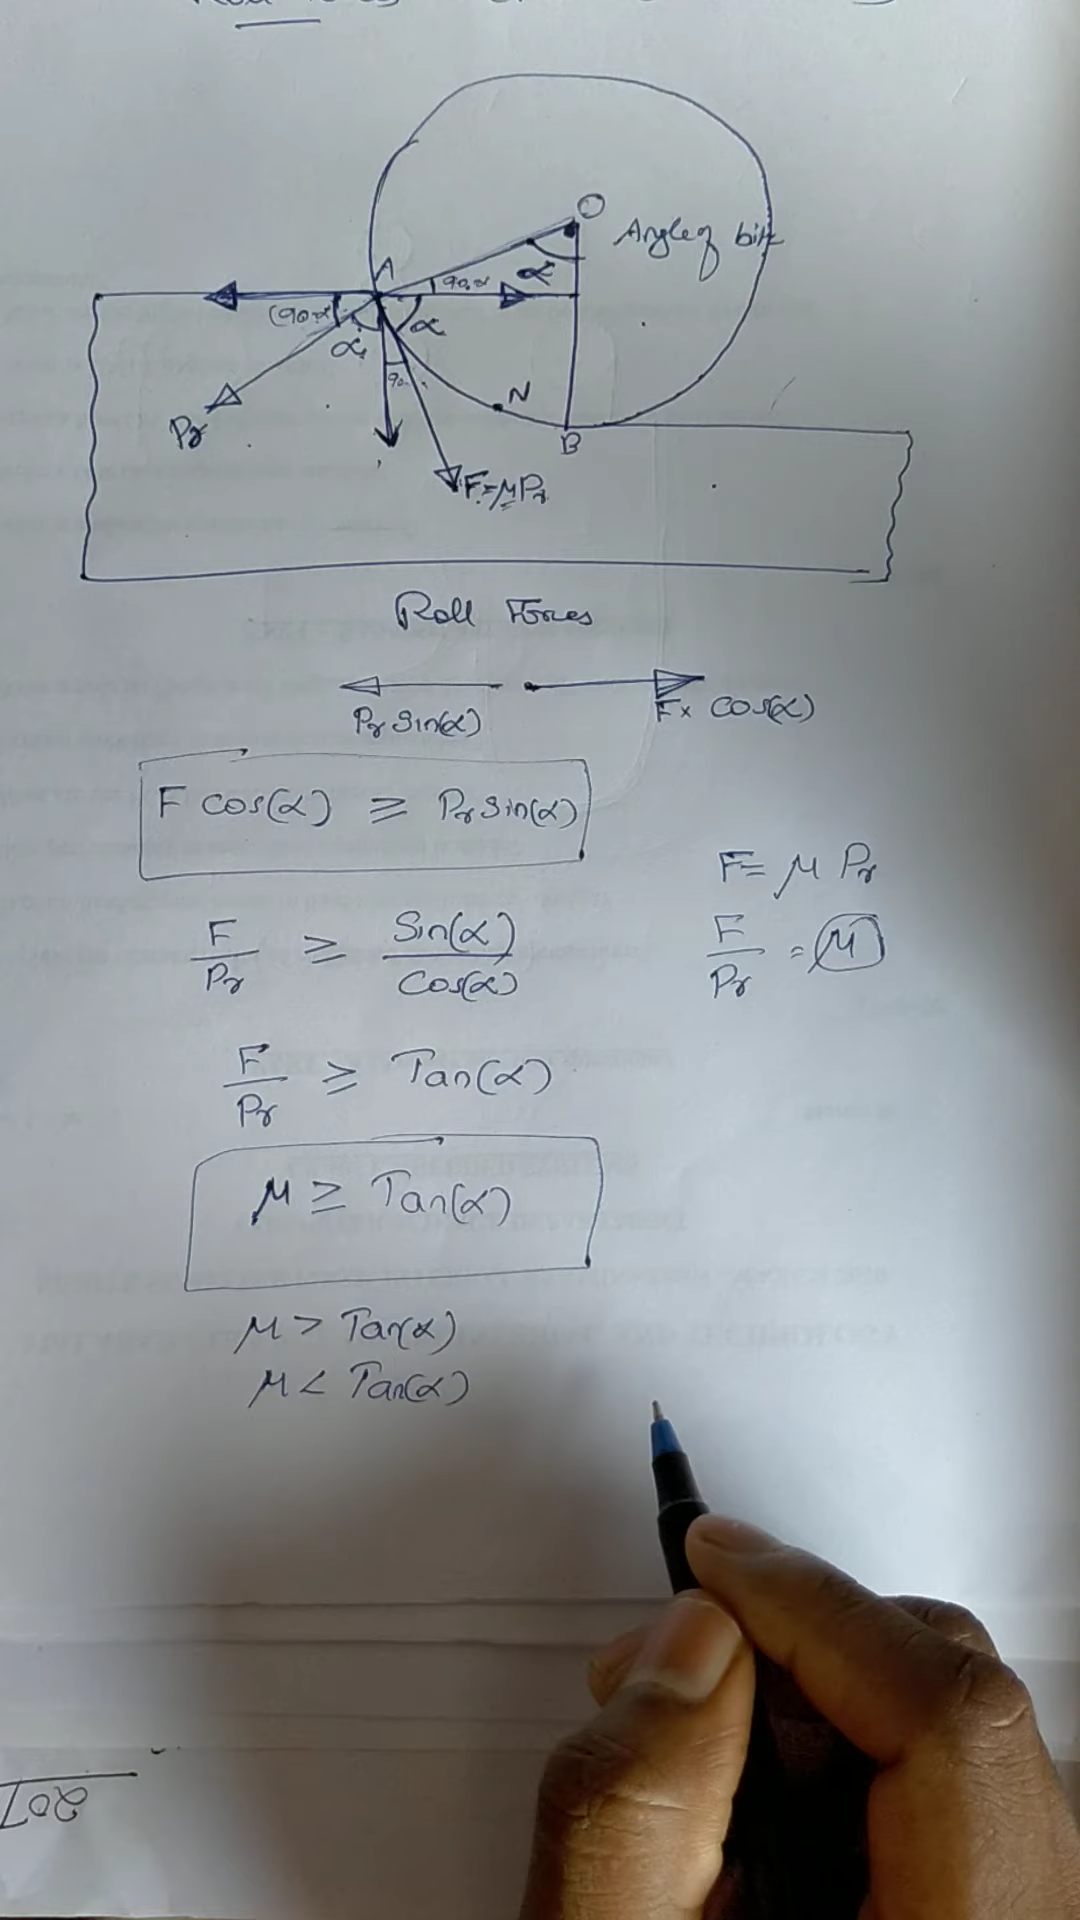 O
Angle of bite
A
α
90-α
(90-α
α
α
90
N
Pr
B
F=μPr
Roll Forces
Pr Sin(α)
F× COS(α)
F COS(α) ≥ Pr Sin(α)
F= μ Pr
F/Pr ≥ Sin(α)/Cos(α)
F/Pr = μ
F/Pr ≥ Tan(α)
μ ≥ Tan(α)
μ > Tan(α)
μ < Tan(α)